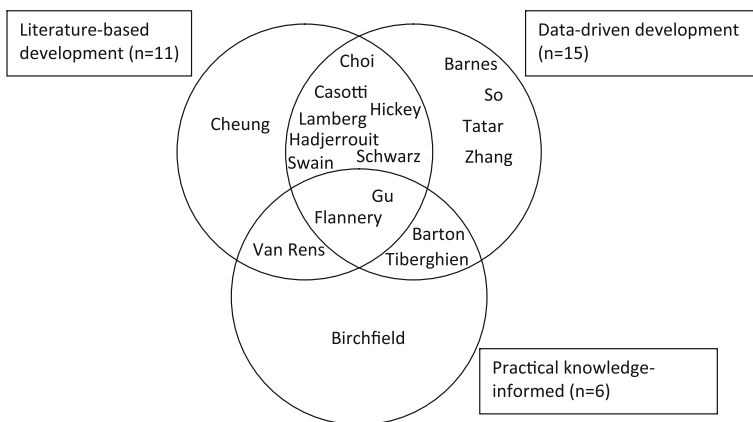 Literature-based
development (n=11)
Data-driven development
(n=15)
Choi
Barnes
Casotti
So
Hickey
Lamberg
Cheung
Tatar
Hadjerrouit
Schwarz
Zhang
Swain
Gu
Flannery
Barton
Van Rens
Tiberghien
Birchfield
Practical knowledge-
informed (n=6)